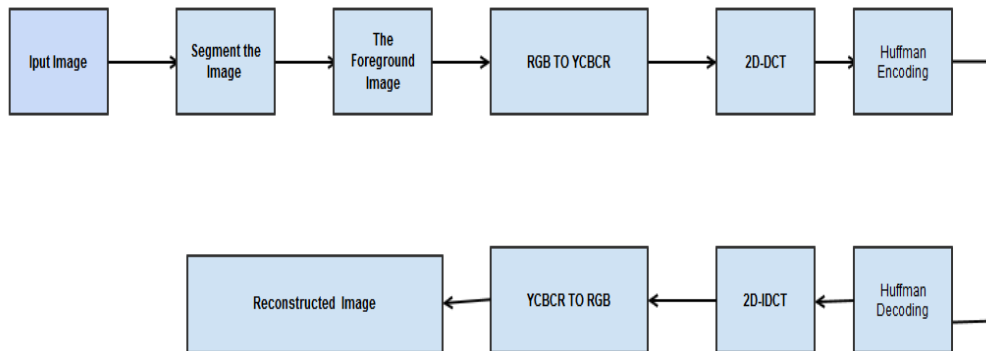 Iput Image
Segment the
Image
The
Foreground
Image
RGB TO YCBCR
2D-DCT
Huffman
Encoding
Reconstructed Image
YCBCR TO RGB
2D-IDCT
Huffman
Decoding